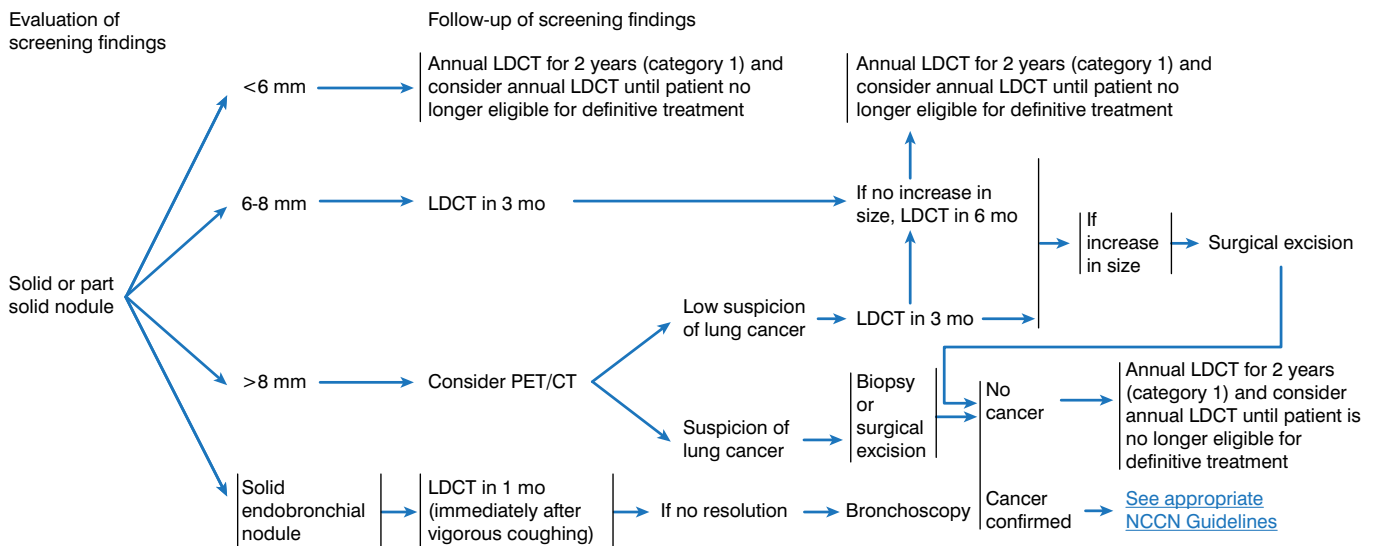 Evaluation of
screening findings
Follow-up of screening findings
<6 mm
Annual LDCT for 2 years (category 1) and
consider annual LDCT until patient no
longer eligible for definitive treatment
Annual LDCT for 2 years (category 1) and
consider annual LDCT until patient no
longer eligible for definitive treatment
6-8 mm
LDCT in 3 mo
If no increase in
size, LDCT in 6 mo
If
increase
in size
Surgical excision
Solid or part
solid nodule
Low suspicion
of lung cancer
LDCT in 3 mo
>8 mm
Consider PET/CT
Suspicion of
lung cancer
Biopsy
or
surgical
excision
No
cancer
Annual LDCT for 2 years
(category 1) and consider
annual LDCT until patient is
no longer eligible for
definitive treatment
Solid
endobronchial
nodule
LDCT in 1 mo
(immediately after
vigorous coughing)
If no resolution
Bronchoscopy
Cancer
confirmed
See appropriate
NCCN Guidelines